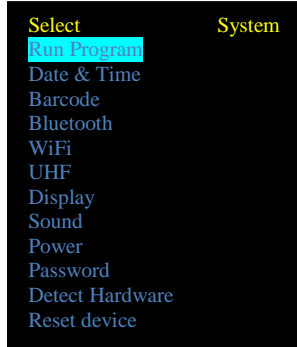 Select System
Run Program
Date & Time
Barcode
Bluetooth
WiFi
UHF
Display
Sound
Power
Password
Detect Hardware
Reset device